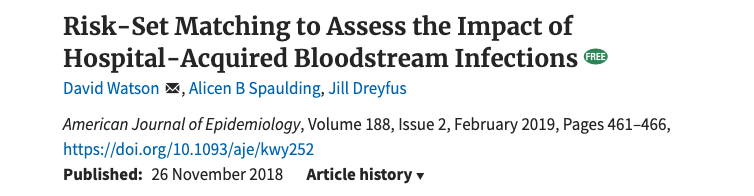 Risk-Set Matching to Assess the Impact of
Hospital-Acquired Bloodstream Infections FREE
David Watson, Alicen B Spaulding, Jill Dreyfus
American Journal of Epidemiology, Volume 188, Issue 2, February 2019, Pages 461–466,
https://doi.org/10.1093/aje/kwy252
Published: 26 November 2018 Article history